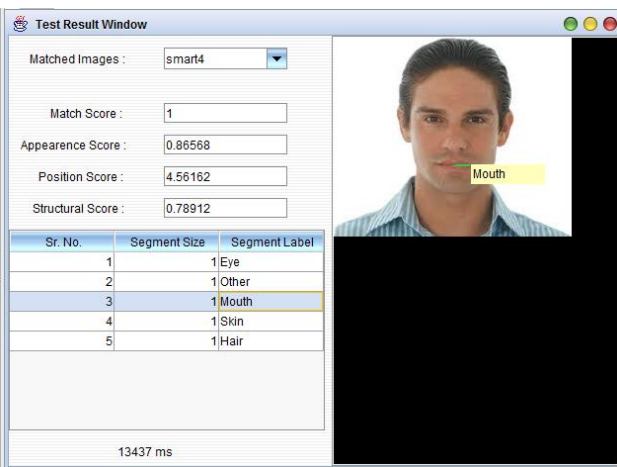 Test Result Window
Matched Images : smart4
Match Score : 1
Appearence Score : 0.86568
Position Score : 4.56162
Structural Score : 0.78912
Sr. No. Segment Size Segment Label
1 1 Eye
2 1 Other
3 1 Mouth
4 1 Skin
5 1 Hair
13437 ms
Mouth